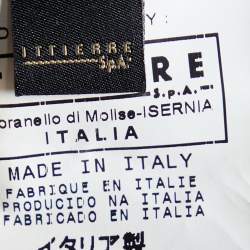 ITTIERRE
S.p.A.
RE
S.p.A.
oranello di Molise-ISERNIA
ITALIA
MADE IN ITALY
FABRIQUE EN ITALIE
PRODUCIDO NA ITALIA
FABRICADO EN ITALIA
イタリア製